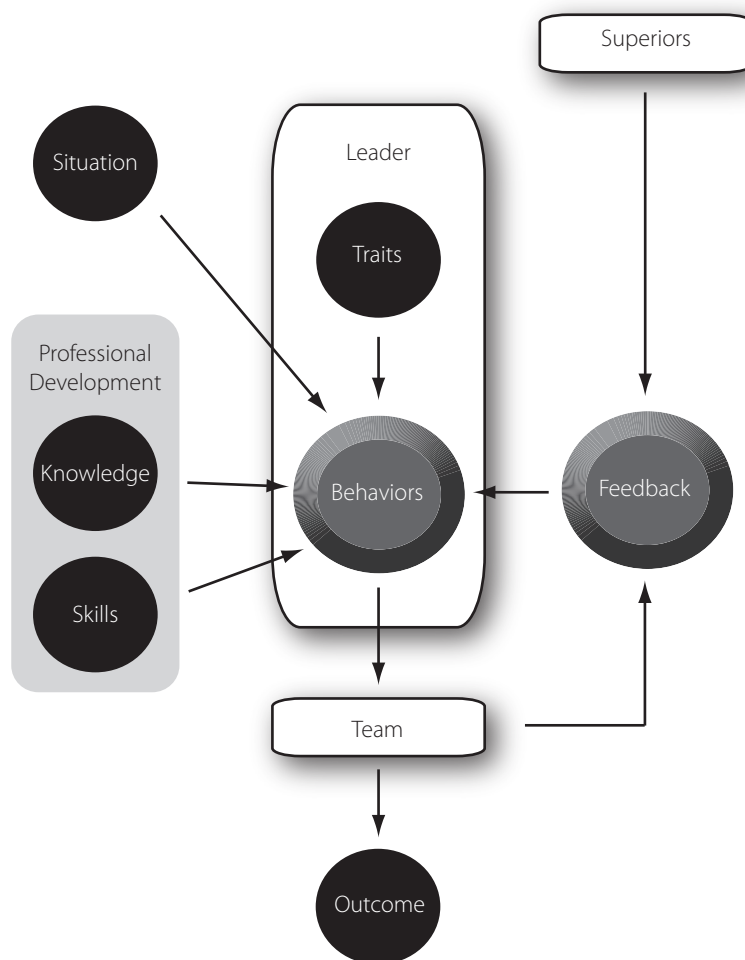 Superiors
Situation
Leader
Traits
Professional
Development
Knowledge
Behaviors
Feedback
Skills
Team
Outcome